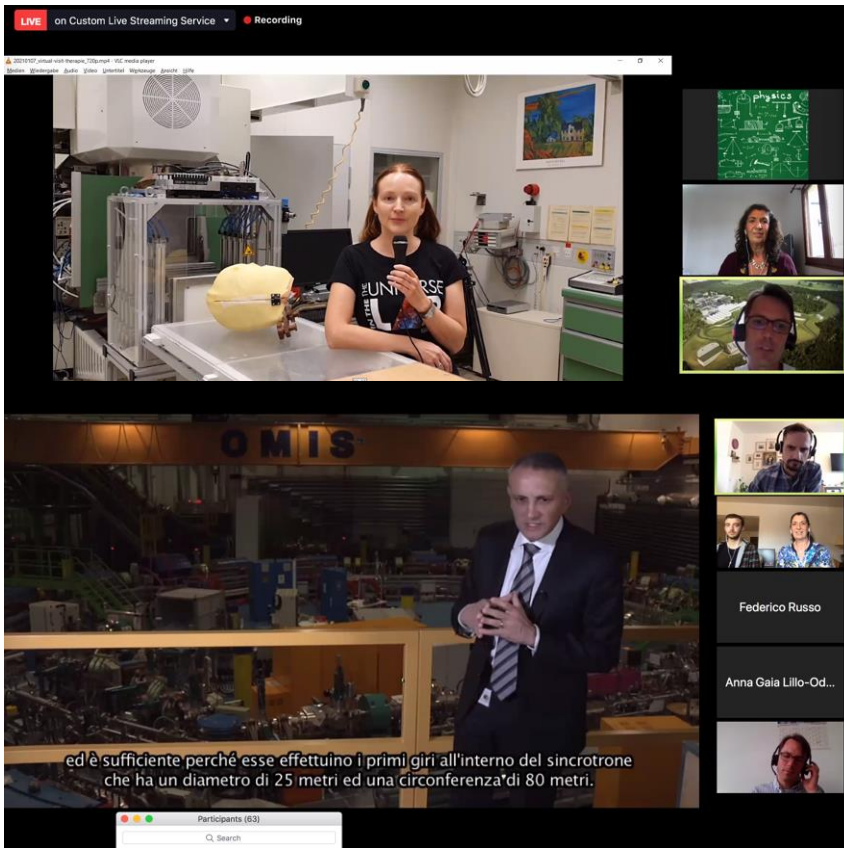 LIVE on Custom Live Streaming Service Recording
20210107_virtual-visit-therapie_720p.mp4 - VLC media player
Medien Wiedergabe Audio Video Untertitel Werkzeuge Ansicht Hilfe
physics
IN THE UNIVERSE
OMIS
Federico Russo
Anna Gaia Lillo-Od...
ed è sufficiente perché esse effettuino i primi giri all'interno del sincrotrone
che ha un diametro di 25 metri ed una circonferenza di 80 metri.
Participants (63)
Search